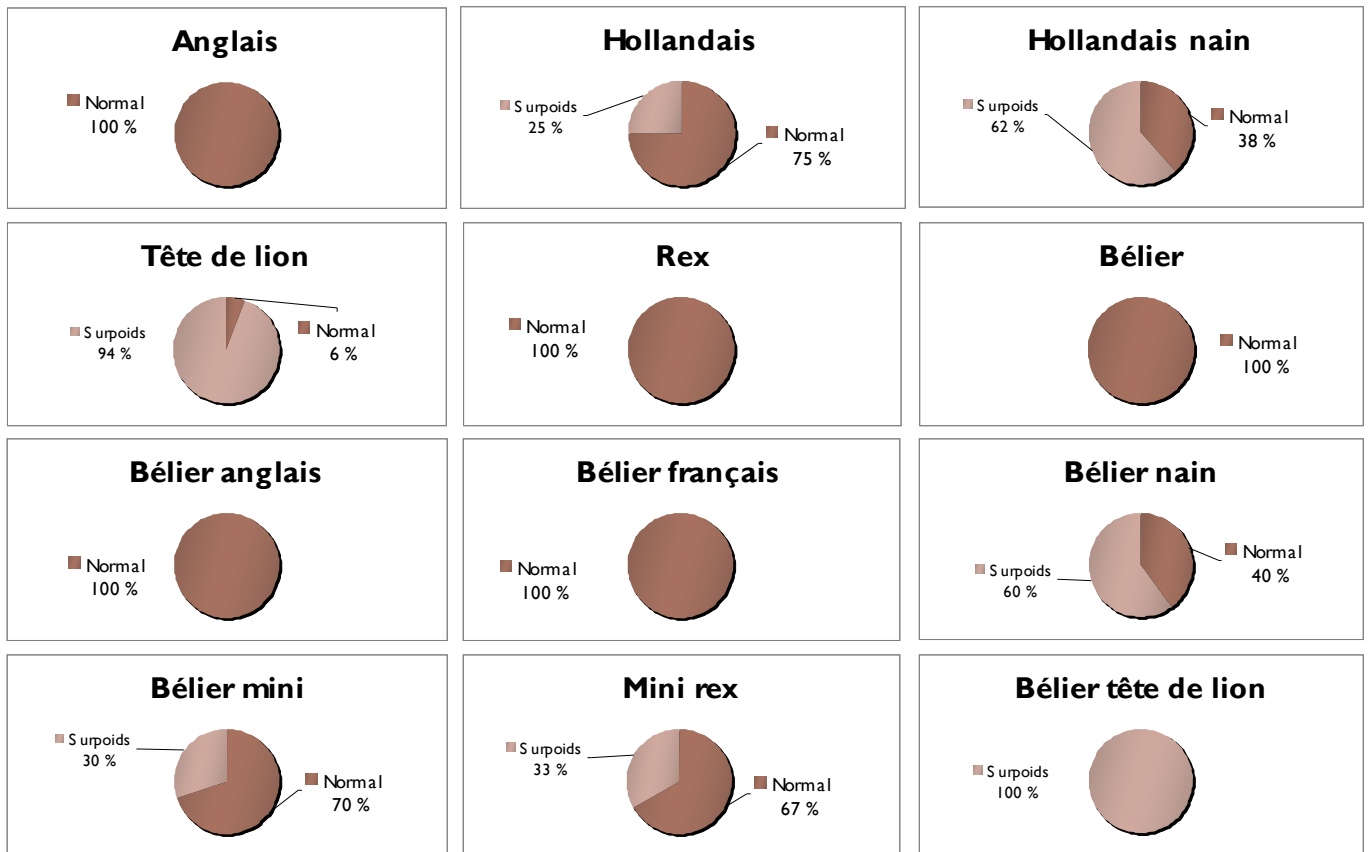 Anglais
Normal
100 %
Hollandais
Surpoids
25 %
Normal
75 %
Hollandais nain
Surpoids
62 %
Normal
38 %
Tête de lion
Surpoids
94 %
Normal
6 %
Rex
Normal
100 %
Bélier
Normal
100 %
Bélier anglais
Normal
100 %
Bélier français
Normal
100 %
Bélier nain
Surpoids
60 %
Normal
40 %
Bélier mini
Surpoids
30 %
Normal
70 %
Mini rex
Surpoids
33 %
Normal
67 %
Bélier tête de lion
Surpoids
100 %